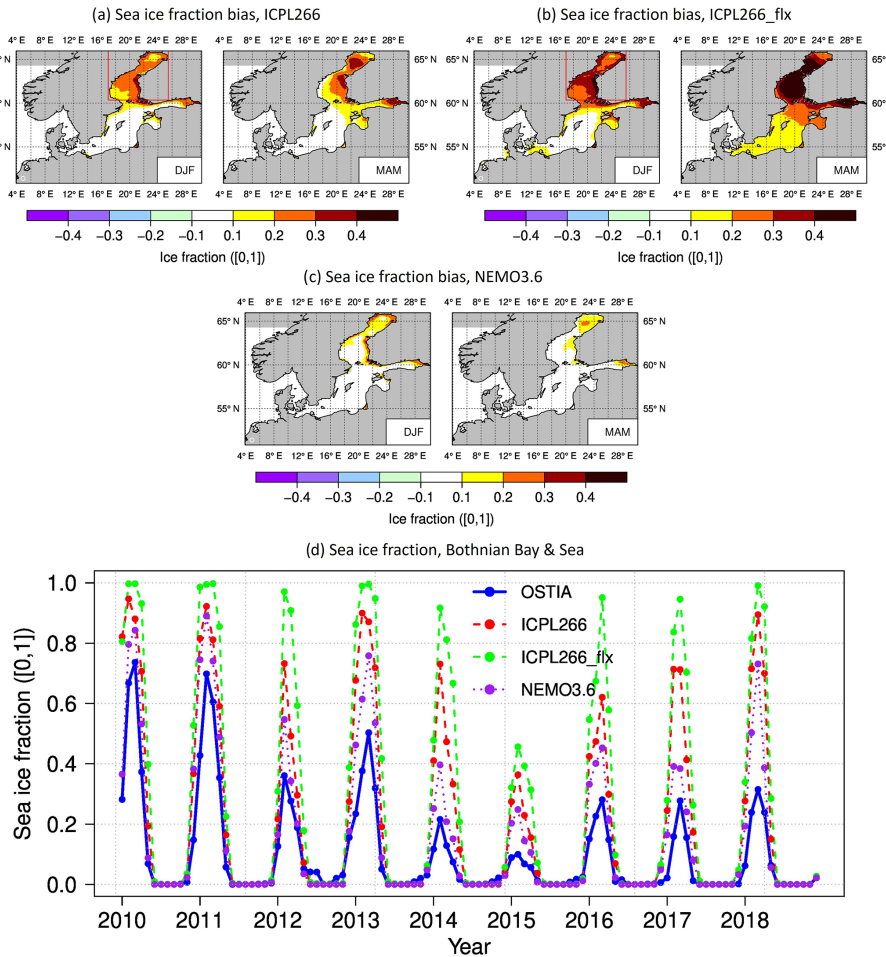 (a) Sea ice fraction bias, ICPL266
(b) Sea ice fraction bias, ICPL266_flx
4° E 8° E 12° E 16° E 20° E 24° E 28° E
4° E 8° E 12° E 16° E 20° E 24° E 28° E
4° E 8° E 12° E 16° E 20° E 24° E 28° E
4° E 8° E 12° E 16° E 20° E 24° E 28° E
° N
65° N
° N
65° N
° N
60° N
° N
60° N
° N
55° N
° N
55° N
DJF
MAM
DJF
MAM
4° E 8° E 12° E 16° E 20° E 24° E 28° E
4° E 8° E 12° E 16° E 20° E 24° E 28° E
4° E 8° E 12° E 16° E 20° E 24° E 28° E
4° E 8° E 12° E 16° E 20° E 24° E 28° E
−0.4 −0.3 −0.2 −0.1 0.1 0.2 0.3 0.4
−0.4 −0.3 −0.2 −0.1 0.1 0.2 0.3 0.4
Ice fraction ([0,1])
Ice fraction ([0,1])
(c) Sea ice fraction bias, NEMO3.6
4° E 8° E 12° E 16° E 20° E 24° E 28° E
4° E 8° E 12° E 16° E 20° E 24° E 28° E
65° N
60° N
55° N
DJF
MAM
4° E 8° E 12° E 16° E 20° E 24° E 28° E
4° E 8° E 12° E 16° E 20° E 24° E 28° E
−0.4 −0.3 −0.2 −0.1 0.1 0.2 0.3 0.4
Ice fraction ([0,1])
(d) Sea ice fraction, Bothnian Bay & Sea
Sea ice fraction ([0,1])
1.0
0.8
0.6
0.4
0.2
0.0
OSTIA
ICPL266
ICPL266_flx
NEMO3.6
2010 2011 2012 2013 2014 2015 2016 2017 2018
Year